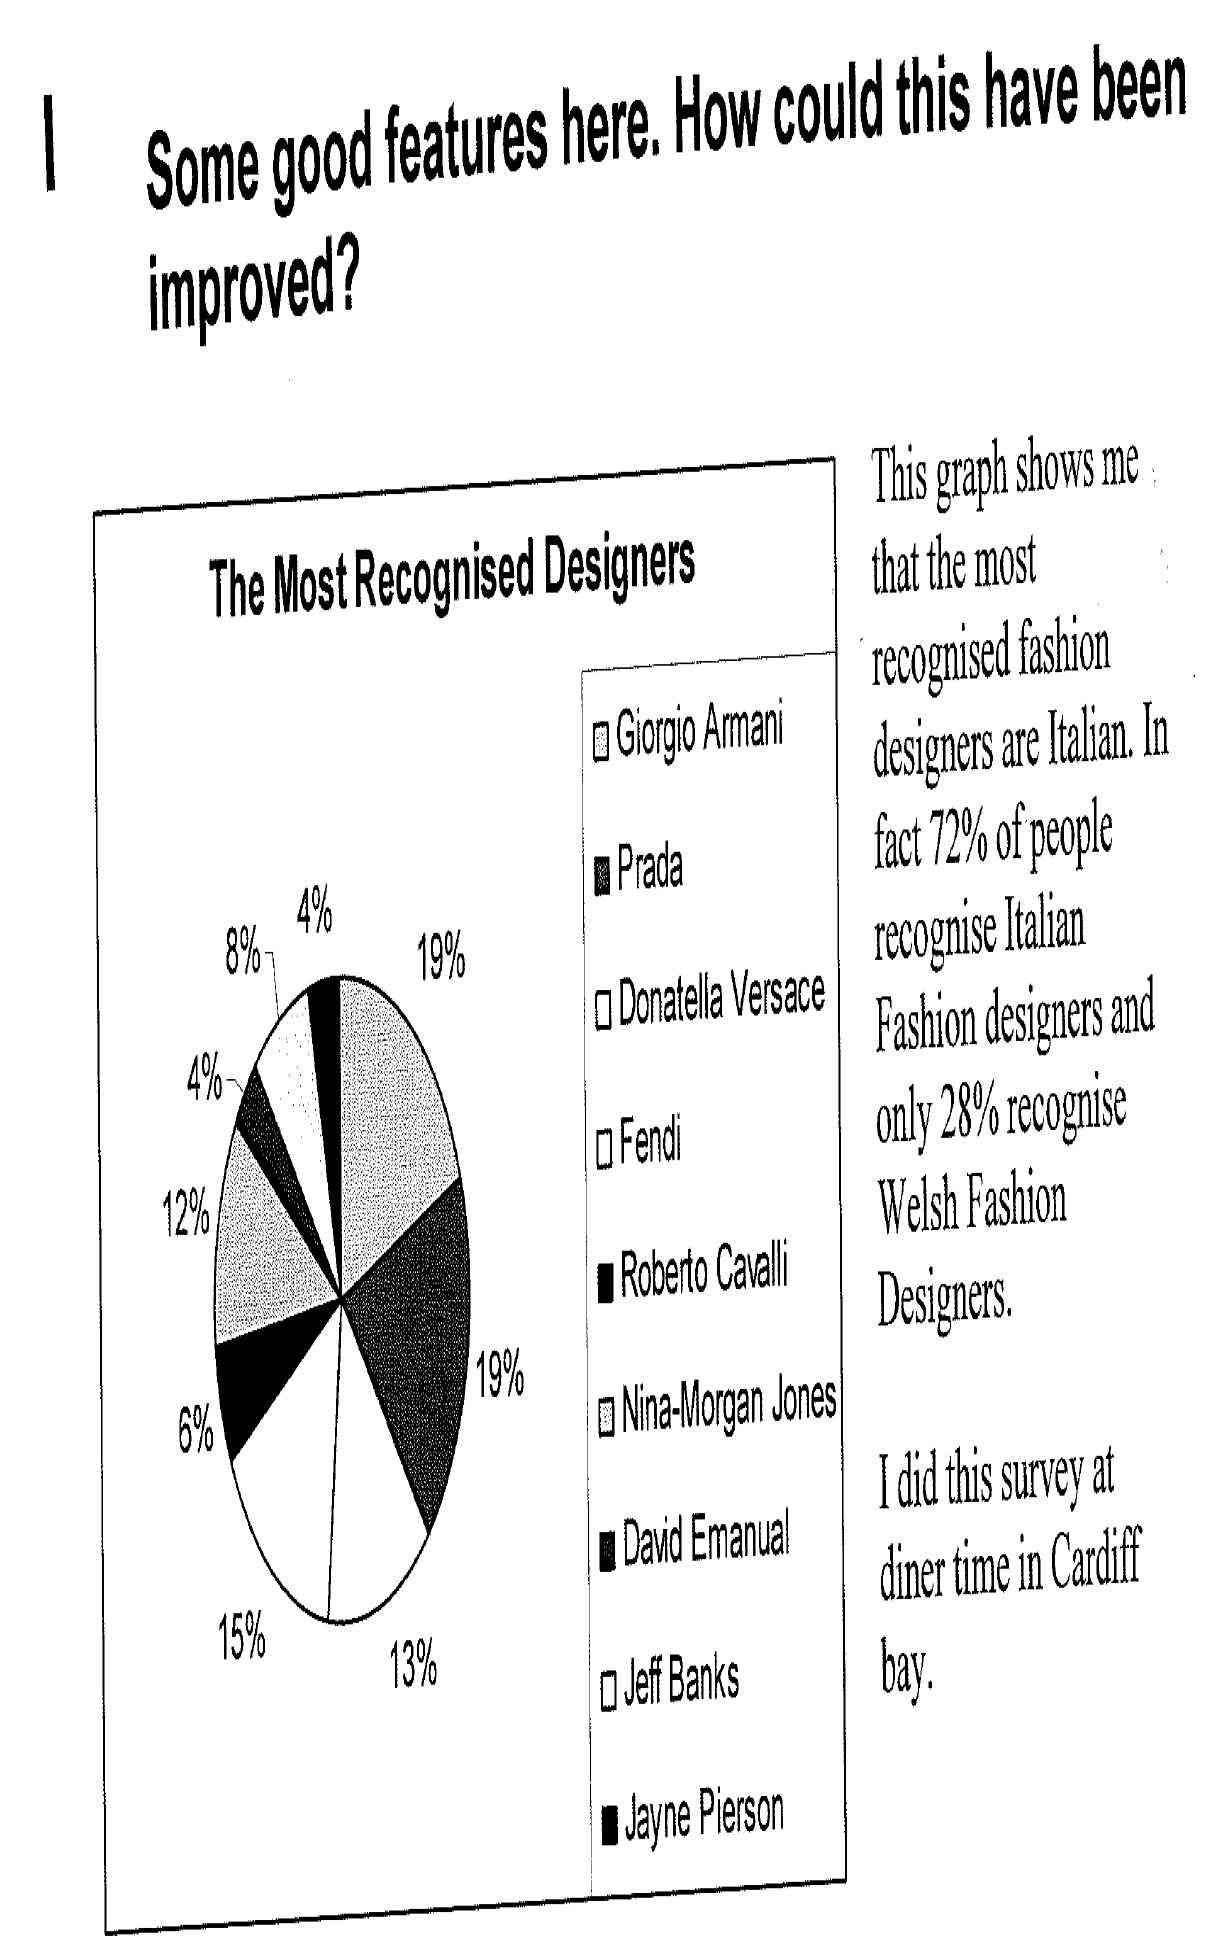 I
Some good features here. How could this have been
improved?
The Most Recognised Designers
Giorgio Armani
Prada
Donatella Versace
Fendi
Roberto Cavalli
Nina-Morgan Jones
David Emanual
Jeff Banks
Jayne Pierson
4%
8%
19%
4%
12%
19%
6%
15%
13%
This graph shows me
that the most
recognised fashion
designers are Italian. In
fact 72% of people
recognise Italian
Fashion designers and
only 28% recognise
Welsh Fashion
Designers.
I did this survey at
diner time in Cardiff
bay.